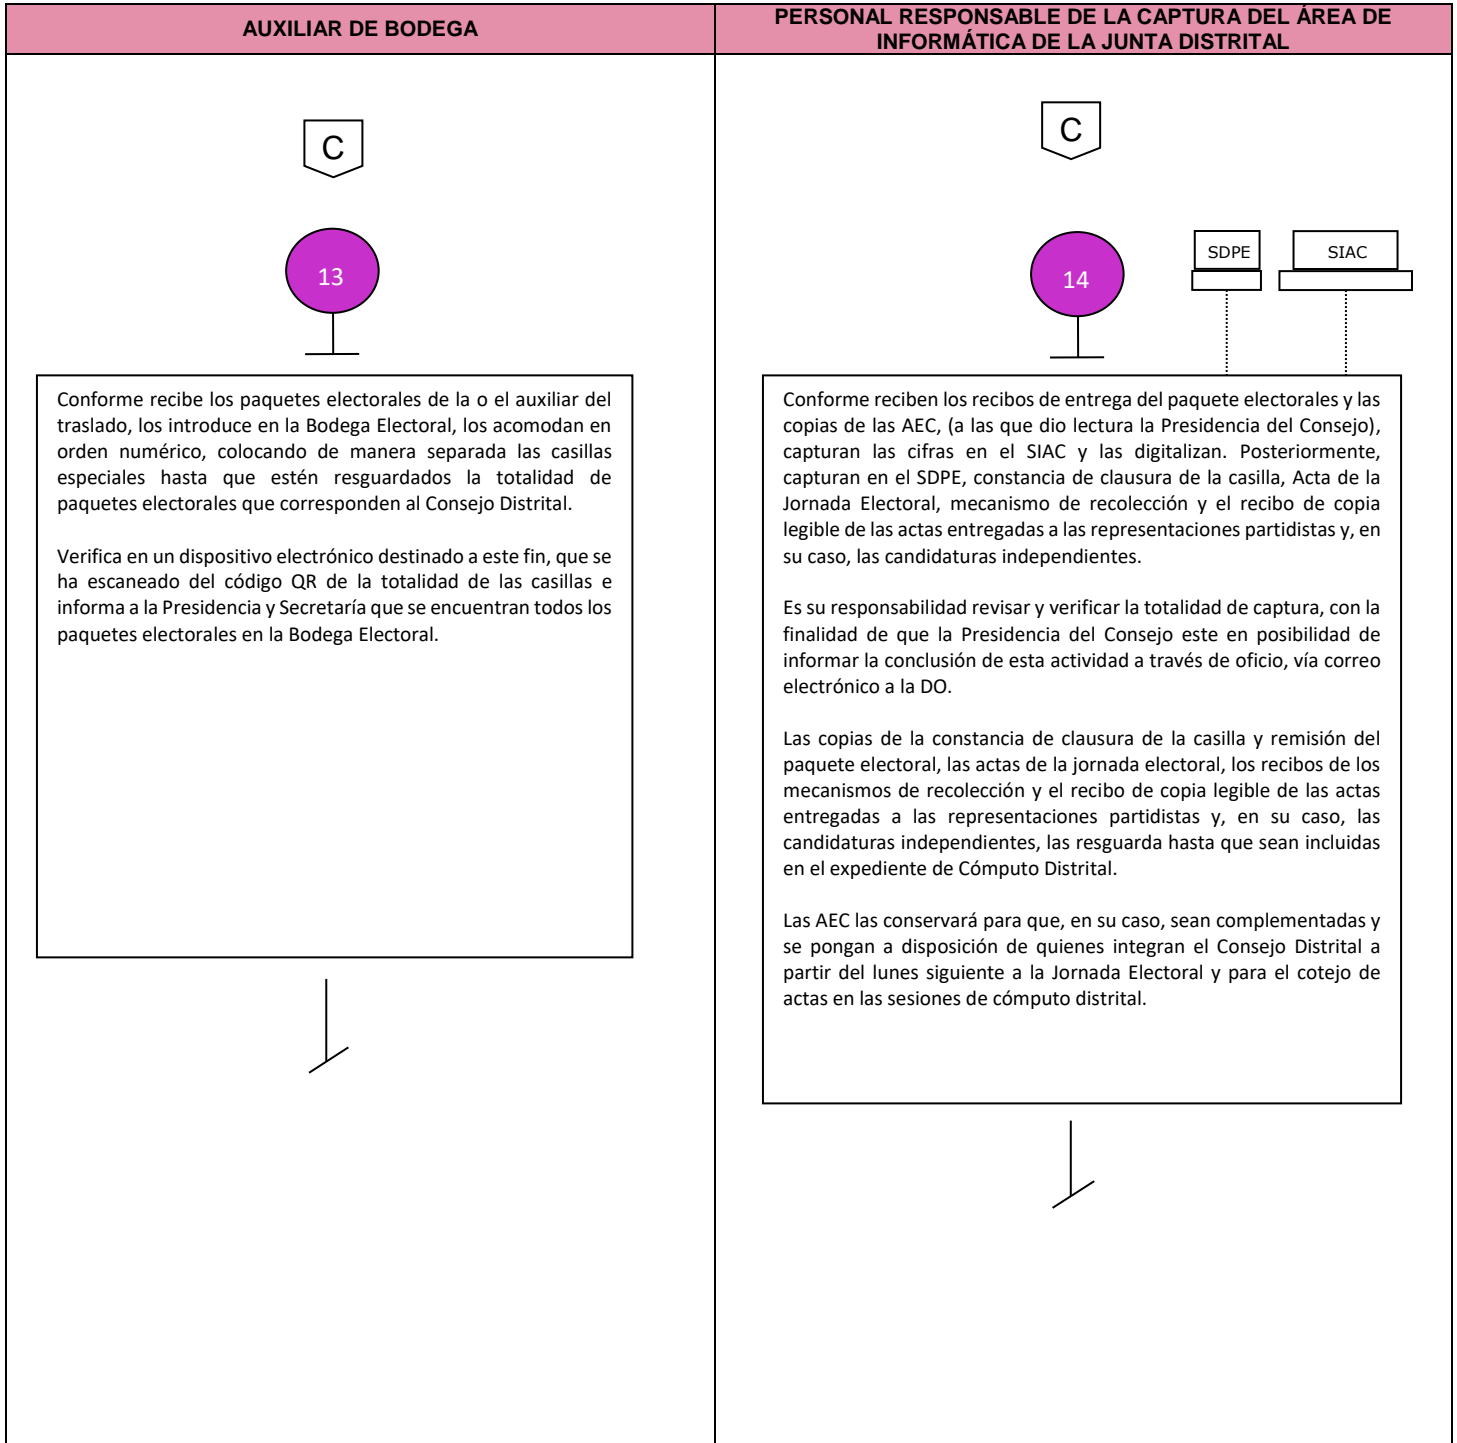 AUXILIAR DE BODEGA
PERSONAL RESPONSABLE DE LA CAPTURA DEL ÁREA DE
INFORMÁTICA DE LA JUNTA DISTRITAL
C
13
Conforme recibe los paquetes electorales de la o el auxiliar del
traslado, los introduce en la Bodega Electoral, los acomodan en
orden numérico, colocando de manera separada las casillas
especiales hasta que estén resguardados la totalidad de
paquetes electorales que corresponden al Consejo Distrital.
Verifica en un dispositivo electrónico destinado a este fin, que se
ha escaneado del código QR de la totalidad de las casillas e
informa a la Presidencia y Secretaría que se encuentran todos los
paquetes electorales en la Bodega Electoral.
C
14
SDPE
SIAC
Conforme reciben los recibos de entrega del paquete electorales y las
copias de las AEC, (a las que dio lectura la Presidencia del Consejo),
capturan las cifras en el SIAC y las digitalizan. Posteriormente,
capturan en el SDPE, constancia de clausura de la casilla, Acta de la
Jornada Electoral, mecanismo de recolección y el recibo de copia
legible de las actas entregadas a las representaciones partidistas y, en
su caso, las candidaturas independientes.
Es su responsabilidad revisar y verificar la totalidad de captura, con la
finalidad de que la Presidencia del Consejo este en posibilidad de
informar la conclusión de esta actividad a través de oficio, vía correo
electrónico a la DO.
Las copias de la constancia de clausura de la casilla y remisión del
paquete electoral, las actas de la jornada electoral, los recibos de los
mecanismos de recolección y el recibo de copia legible de las actas
entregadas a las representaciones partidistas y, en su caso, las
candidaturas independientes, las resguarda hasta que sean incluidas
en el expediente de Cómputo Distrital.
Las AEC las conservará para que, en su caso, sean complementadas y
se pongan a disposición de quienes integran el Consejo Distrital a
partir del lunes siguiente a la Jornada Electoral y para el cotejo de
actas en las sesiones de cómputo distrital.